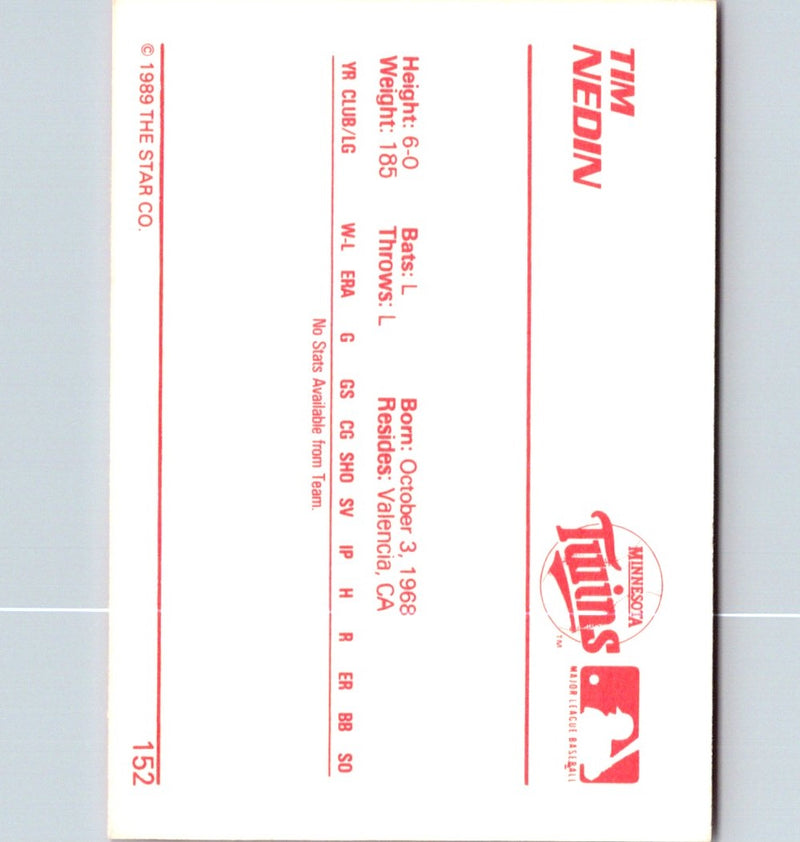 TIM
NEDIN
MINNESOTA
Twins
TM
MAJOR LEAGUE BASEBALL
Height: 6-0 Bats: L Born: October 3, 1968
Weight: 185 Throws: L Resides: Valencia, CA
YR CLUB/LG W-L ERA G GS CG SHO SV IP H R ER BB SO
No Stats Available from Team.
© 1989 THE STAR CO. 152